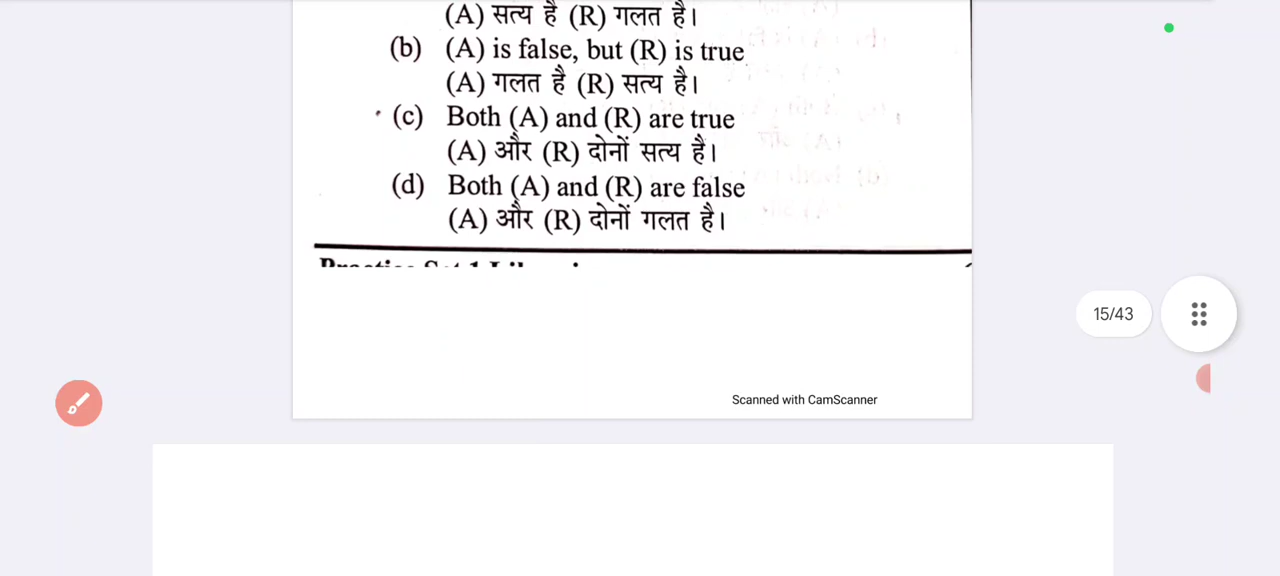 (A) सत्य है (R) गलत है।
(b) (A) is false, but (R) is true
(A) गलत है (R) सत्य है।
(c) Both (A) and (R) are true
(A) और (R) दोनों सत्य हैं।
(d) Both (A) and (R) are false
(A) और (R) दोनों गलत है।
15/43
Scanned with CamScanner